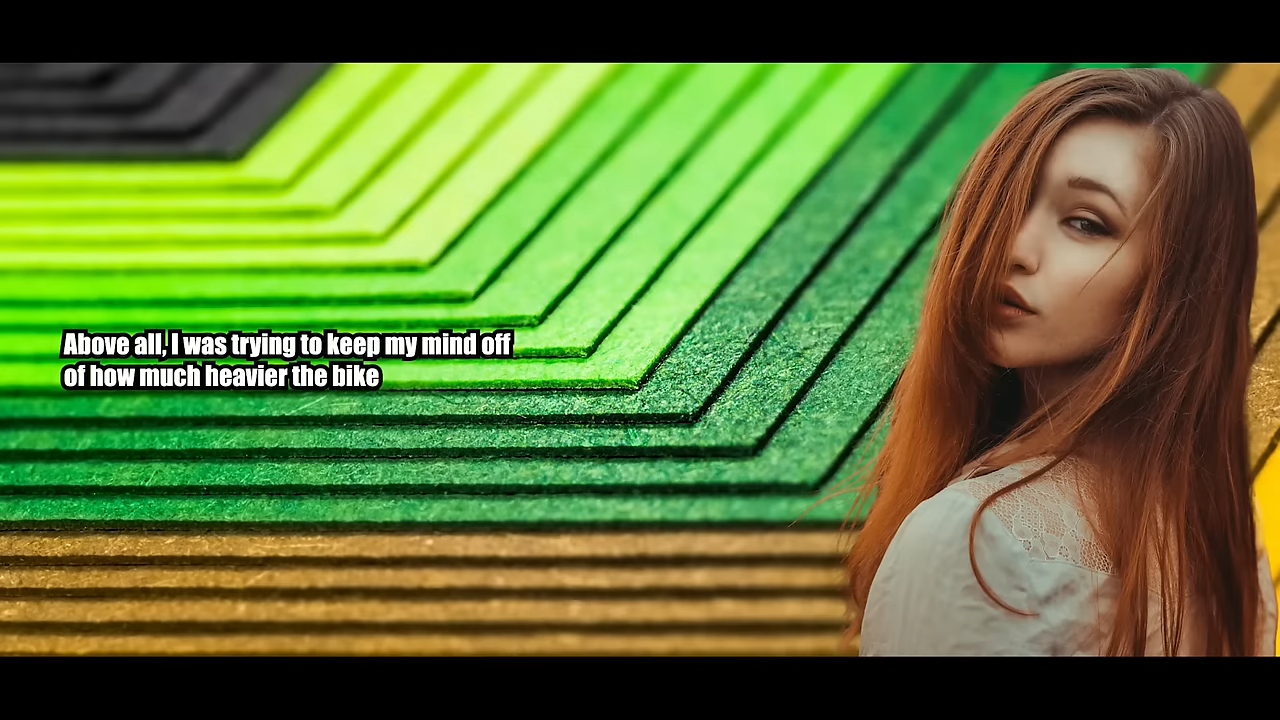 Above all, I was trying to keep my mind off
of how much heavier the bike